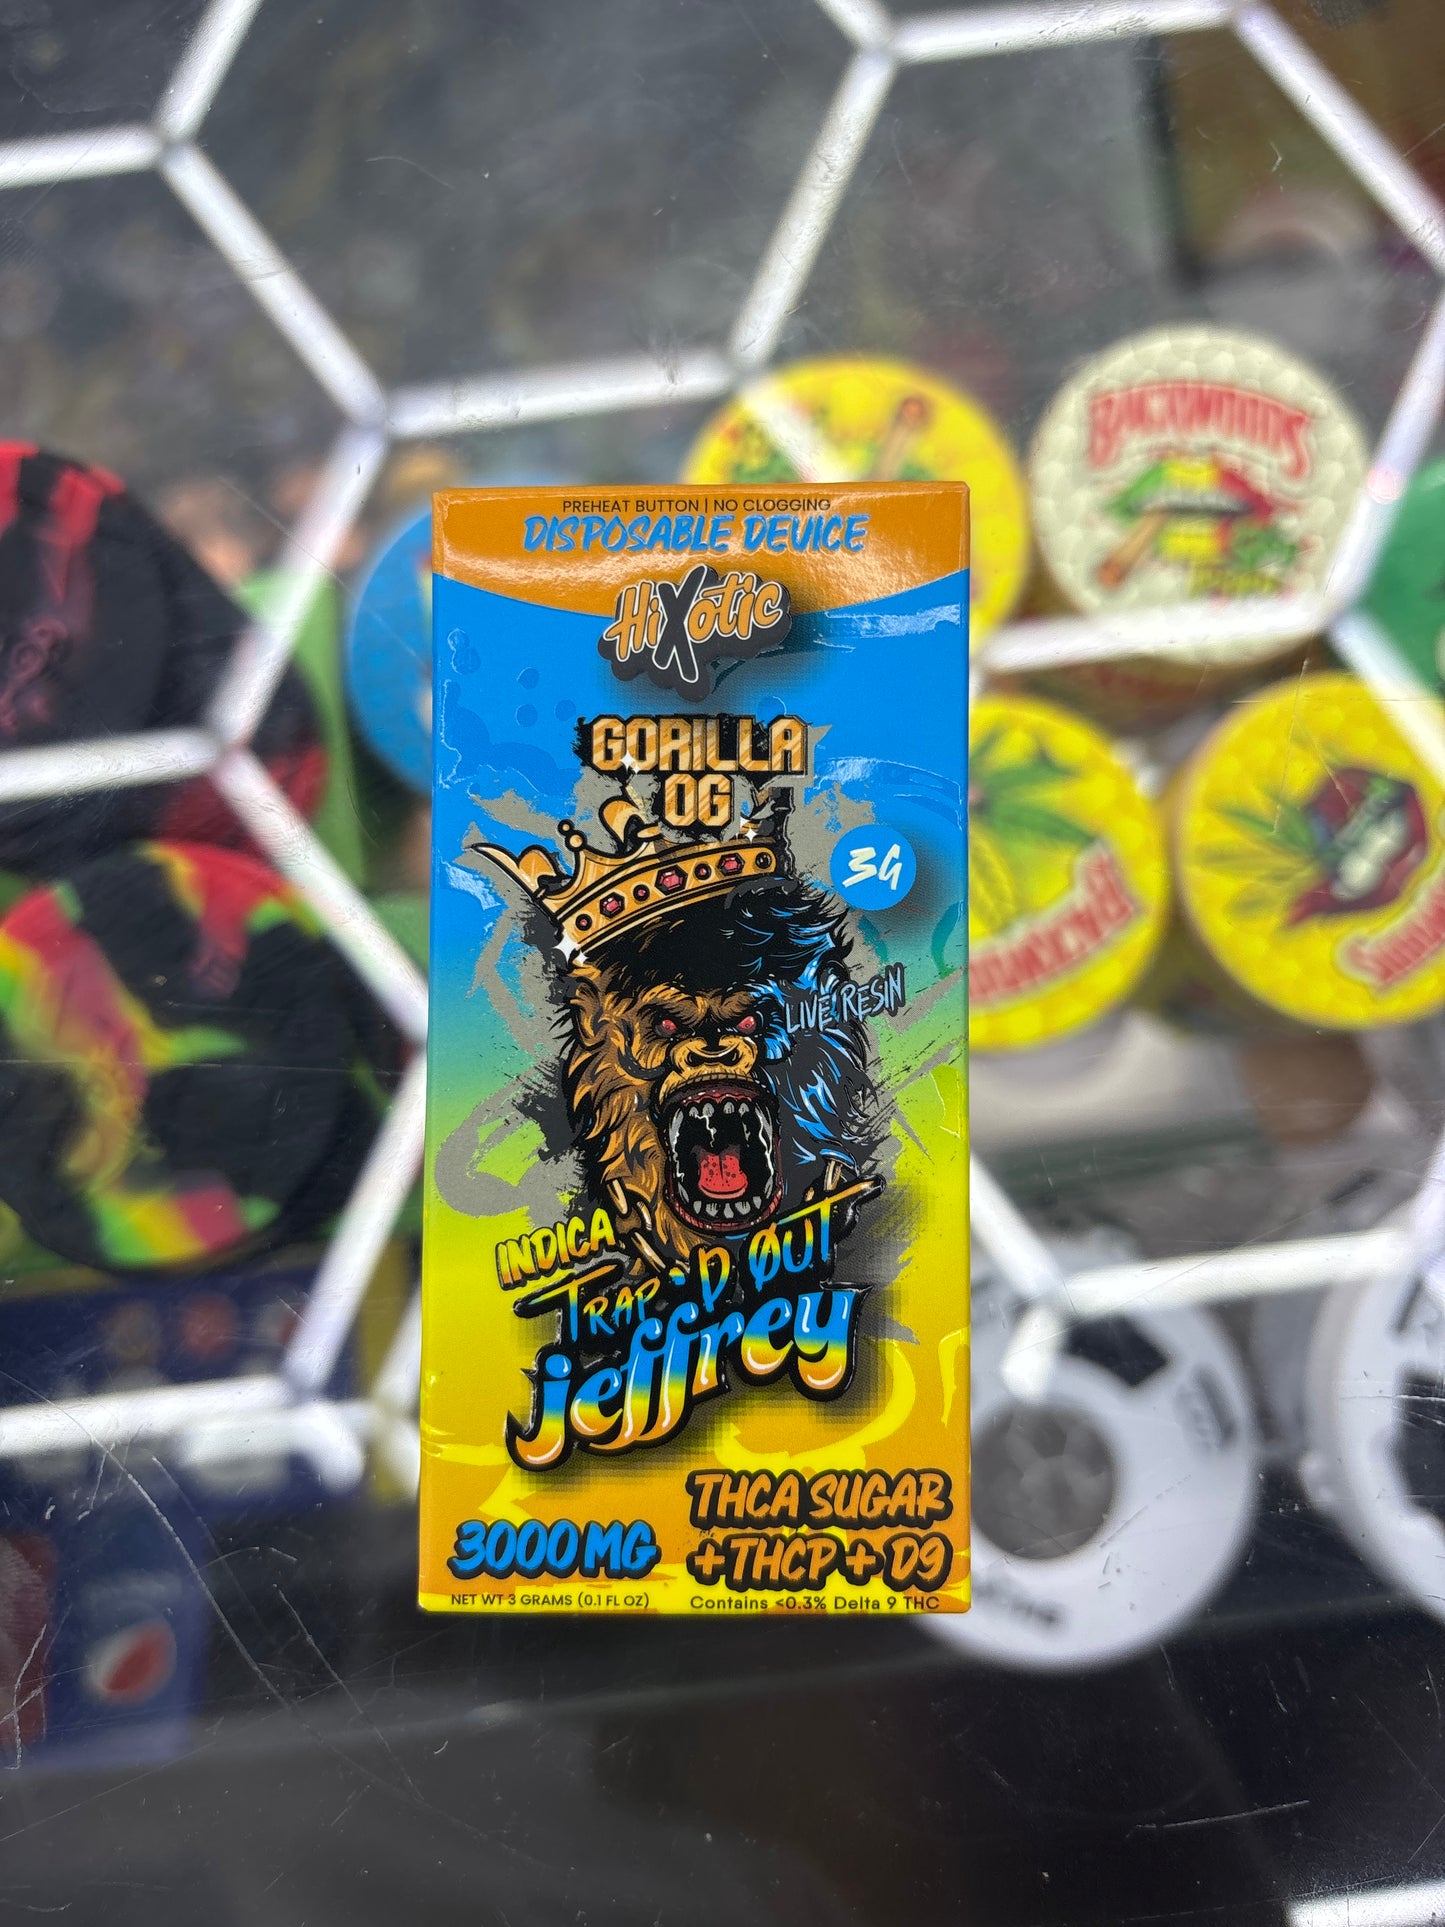 PREHEAT BUTTON | NO CLOGGING
DISPOSABLE DEVICE
HiXotic
GORILLA
OG
3G
LIVE RESIN
INDICA
TRAP'D ØUT
jeffrey
THCA SUGAR
+THCP + D9
3000MG
NET WT 3 GRAMS (0.1 FL OZ)
Contains <0.3% Delta 9 THC
BACKWOODS